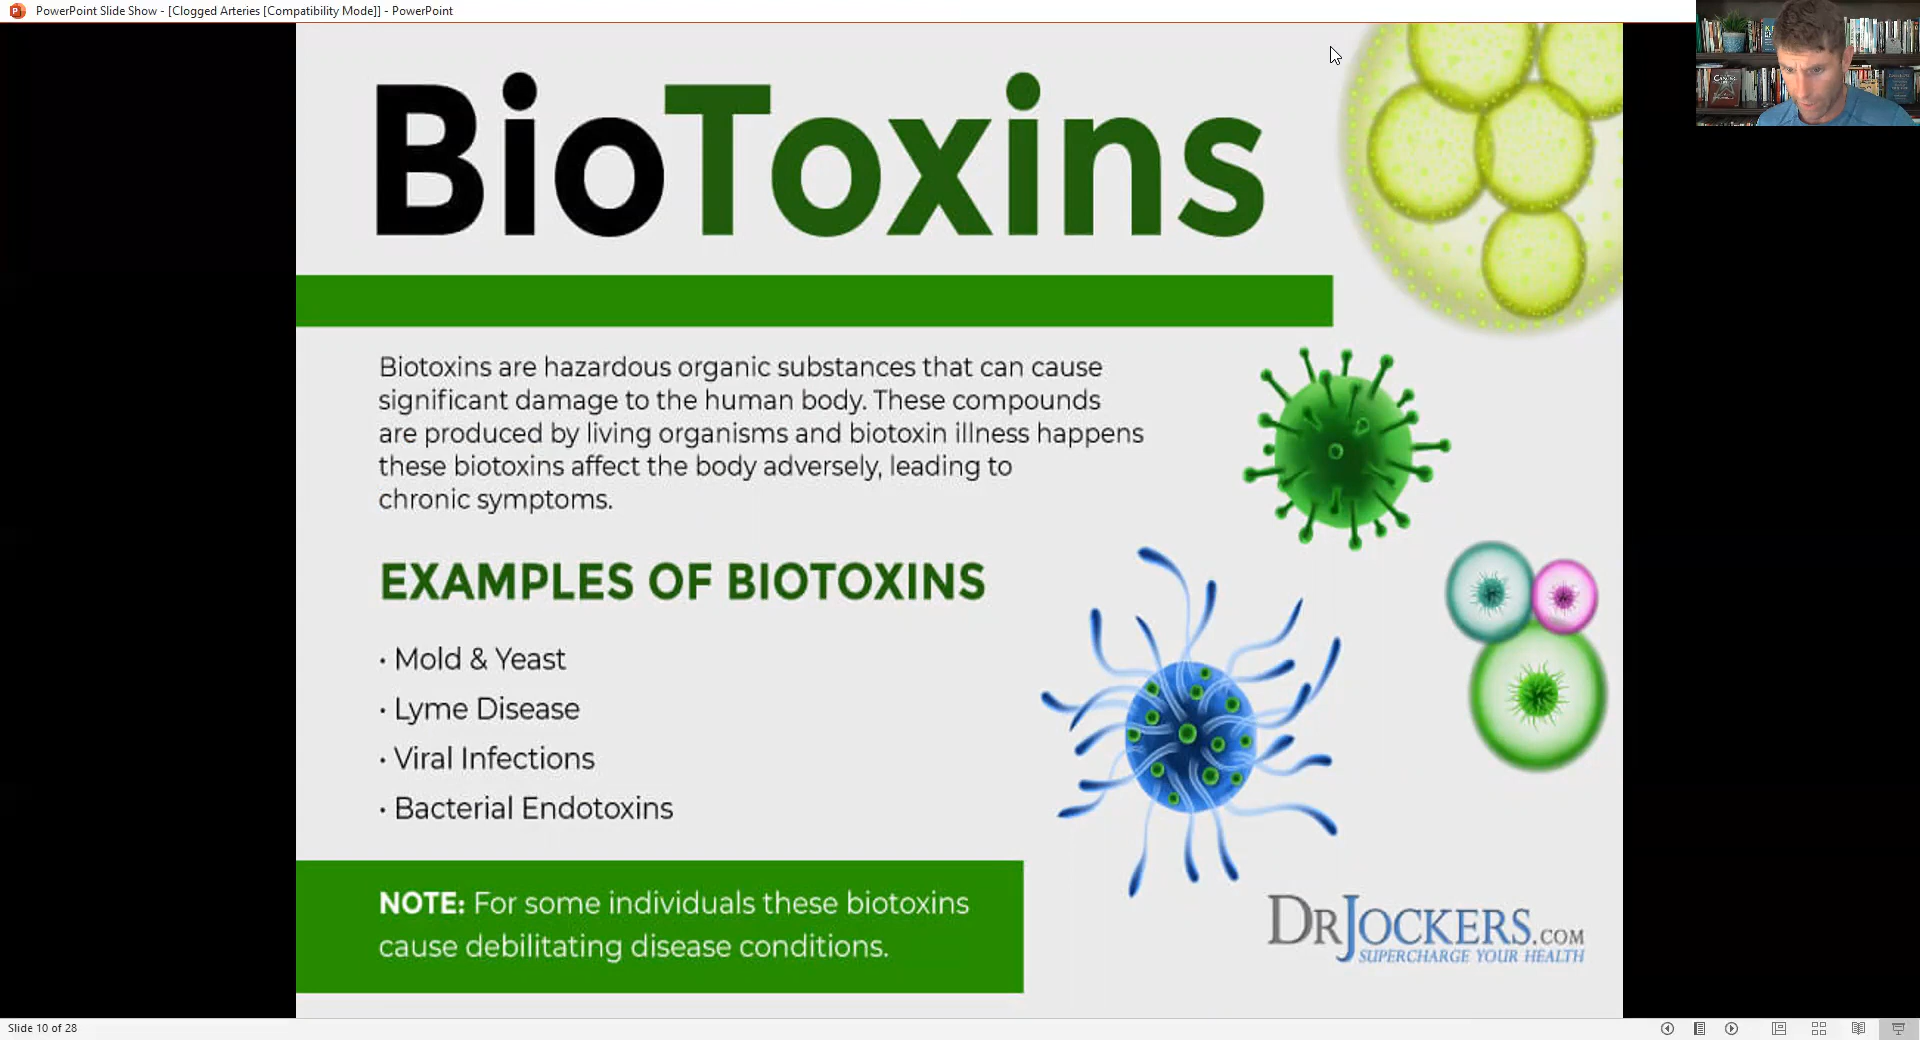 PowerPoint Slide Show - [Clogged Arteries [Compatibility Mode]] - PowerPoint
BioToxins
Biotoxins are hazardous organic substances that can cause
significant damage to the human body. These compounds
are produced by living organisms and biotoxin illness happens
these biotoxins affect the body adversely, leading to
chronic symptoms.
EXAMPLES OF BIOTOXINS
· Mold & Yeast
· Lyme Disease
· Viral Infections
· Bacterial Endotoxins
NOTE: For some individuals these biotoxins
cause debilitating disease conditions.
DRJOCKERS.COM
SUPERCHARGE YOUR HEALTH
Slide 10 of 28